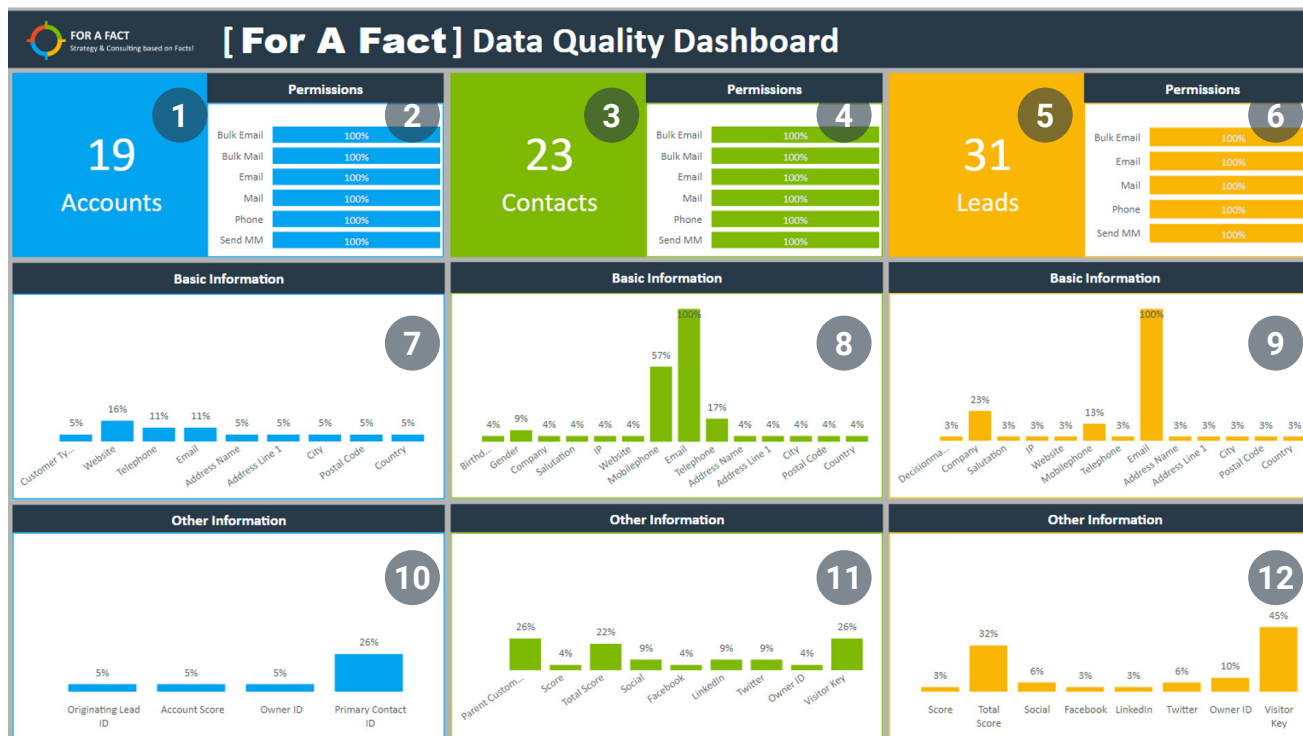 FOR A FACT
Strategy & Consulting based on Facts!
[For A Fact] Data Quality Dashboard
1
19
Accounts
Permissions
2
Bulk Email 100%
Bulk Mail 100%
Email 100%
Mail 100%
Phone 100%
Send MM 100%
3
23
Contacts
Permissions
4
Bulk Email 100%
Bulk Mail 100%
Email 100%
Mail 100%
Phone 100%
Send MM 100%
5
31
Leads
Permissions
6
Bulk Email 100%
Email 100%
Mail 100%
Phone 100%
Send MM 100%
Basic Information
7
5% 16% 11% 11% 5% 5% 5% 5% 5%
Customer Ty... Website Telephone Email Address Name Address Line 1 City Postal Code Country
Basic Information
8
4% 9% 4% 4% 4% 4% 57% 100% 17% 4% 4% 4% 4% 4%
Birthd... Gender Company Salutation IP Website Mobilephone Email Telephone Address Name Address Line 1 City Postal Code Country
Basic Information
9
3% 23% 3% 3% 3% 13% 3% 100% 3% 3% 3% 3% 3%
Decisionma... Company Salutation IP Website Mobilephone Telephone Email Address Name Address Line 1 City Postal Code Country
Other Information
10
5% 5% 5% 26%
Originating Lead ID Account Score Owner ID Primary Contact ID
Other Information
11
26% 4% 22% 9% 4% 9% 9% 4% 26%
Parent Custom... Score Total Score Social Facebook LinkedIn Twitter Owner ID Visitor Key
Other Information
12
3% 32% 6% 3% 3% 6% 10% 45%
Score Total Score Social Facebook LinkedIn Twitter Owner ID Visitor Key